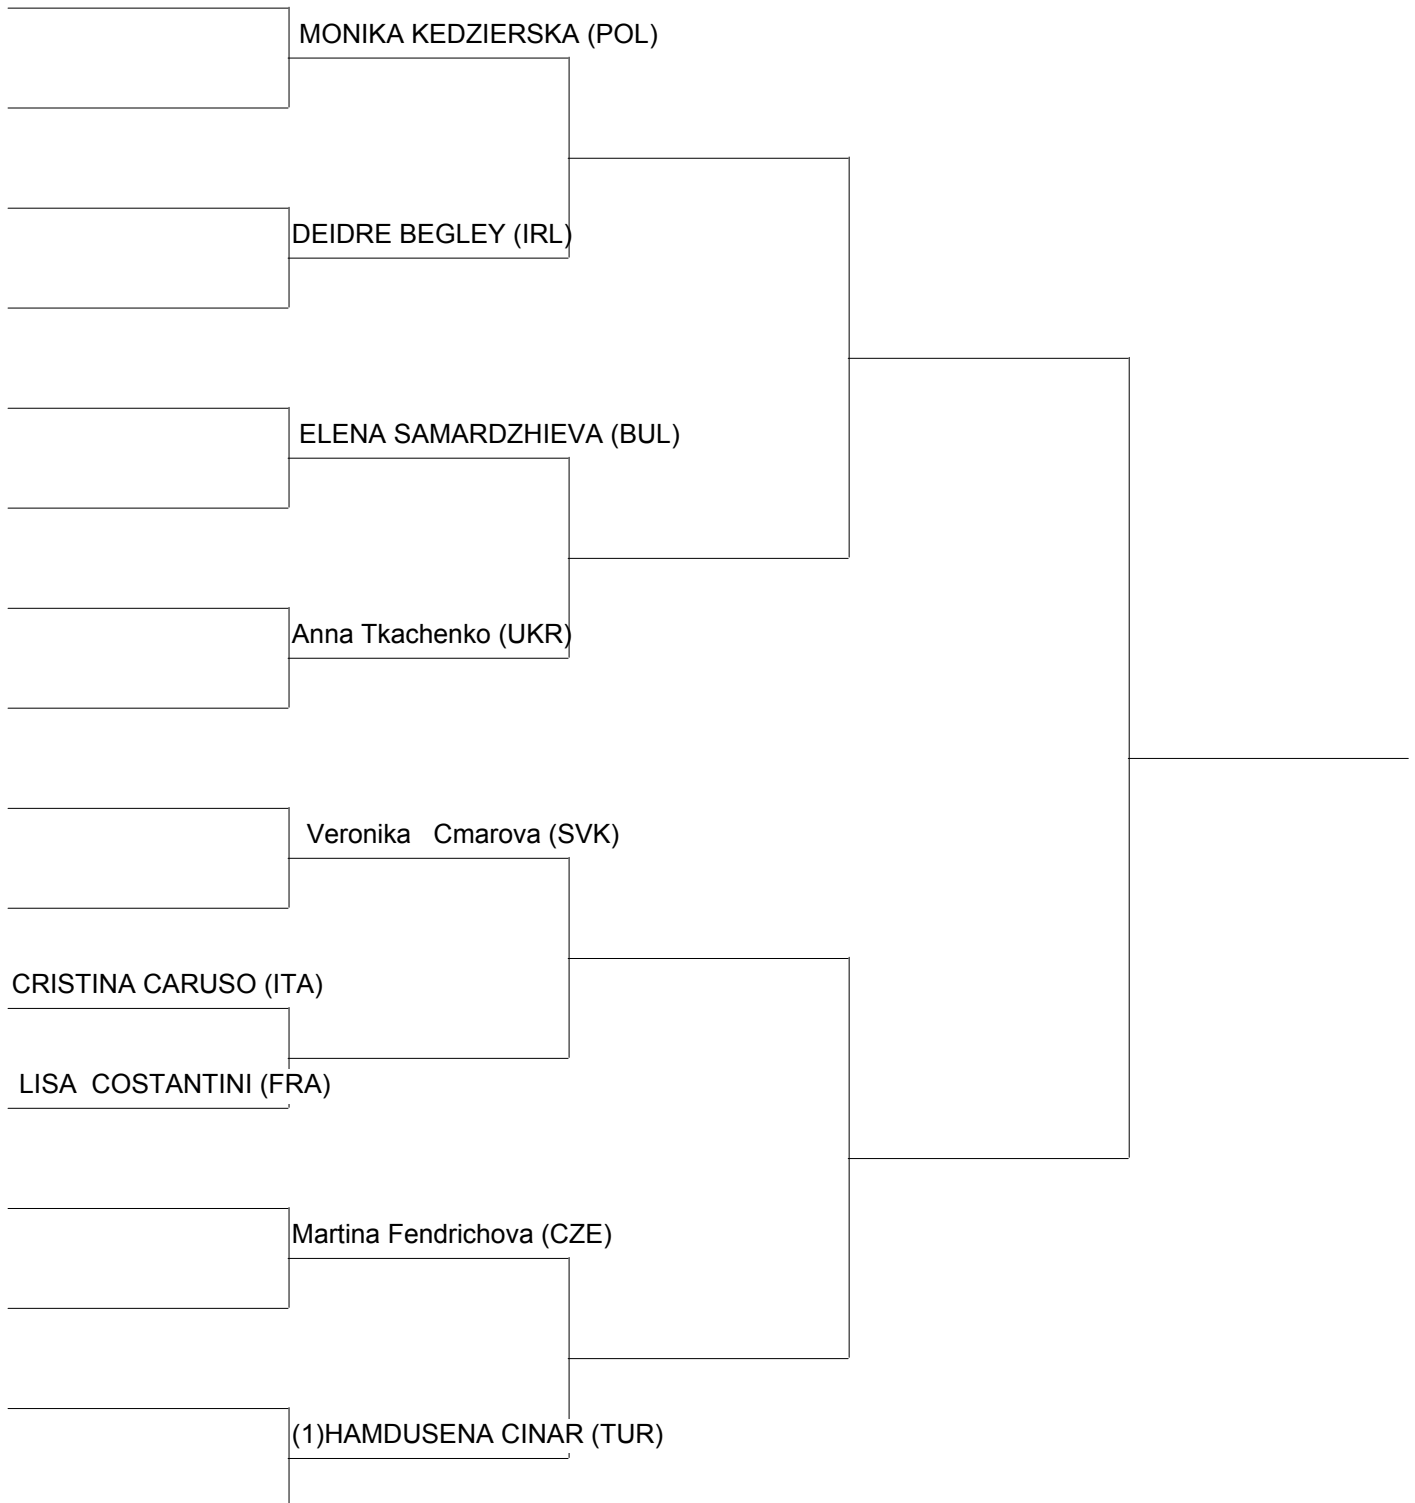 MONIKA KEDZIERSKA (POL)
DEIDRE BEGLEY (IRL)
ELENA SAMARDZHIEVA (BUL)
Anna Tkachenko (UKR)
Veronika Cmarova (SVK)
CRISTINA CARUSO (ITA)
LISA COSTANTINI (FRA)
Martina Fendrichova (CZE)
(1)HAMDUSENA CINAR (TUR)